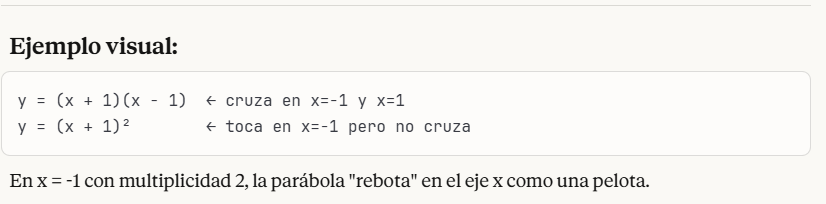 Ejemplo visual:
y = (x + 1)(x - 1)  ← cruza en x=-1 y x=1
y = (x + 1)²        ← toca en x=-1 pero no cruza
En x = -1 con multiplicidad 2, la parábola "rebota" en el eje x como una pelota.